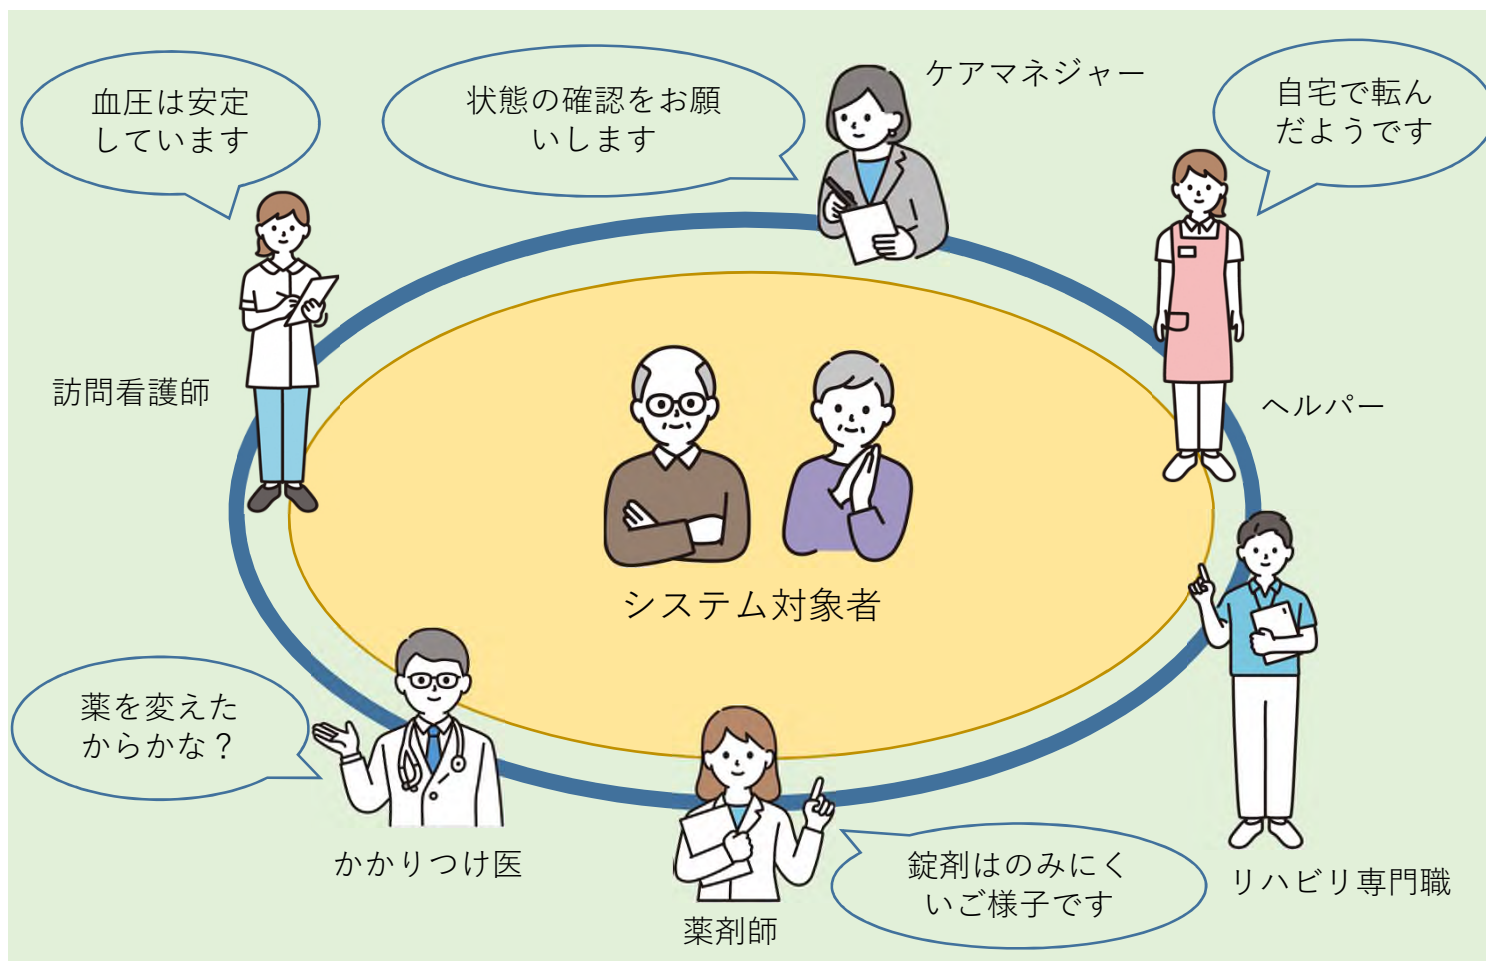 ケアマネジャー
血圧は安定
しています
状態の確認をお願
いします
自宅で転ん
だようです
訪問看護師
ヘルパー
システム対象者
薬を変えた
からかな？
かかりつけ医
錠剤はのみにく
いご様子です
リハビリ専門職
薬剤師